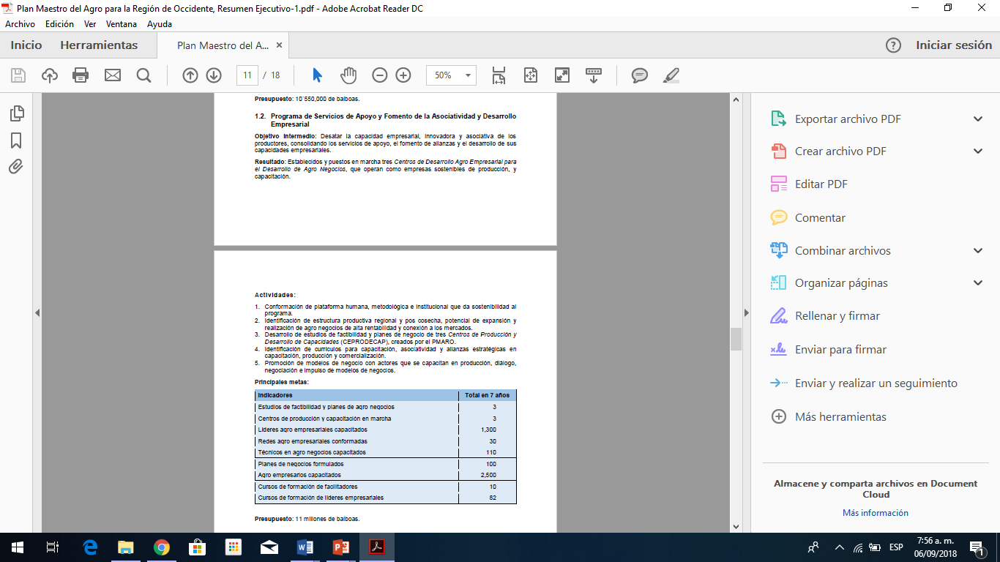 Plan Maestro del Agro para la Región de Occidente, Resumen Ejecutivo-1.pdf - Adobe Acrobat Reader DC
Archivo Edición Ver Ventana Ayuda
Inicio Herramientas Plan Maestro del A... × ? Iniciar sesión
11 / 18 50%
Presupuesto: 10´550,000 de balboas.
1.2. Programa de Servicios de Apoyo y Fomento de la Asociatividad y Desarrollo
Empresarial
Objetivo Intermedio: Desatar la capacidad empresarial, innovadora y asociativa de los
productores, consolidando los servicios de apoyo, el fomento de alianzas y el desarrollo de sus
capacidades empresariales.
Resultado: Establecidos y puestos en marcha tres Centros de Desarrollo Agro Empresarial para
el Desarrollo de Agro Negocios, que operan como empresas sostenibles de producción, y
capacitación.
Actividades:
1. Conformación de plataforma humana, metodológica e institucional que da sostenibilidad al
programa.
2. Identificación de estructura productiva regional y pos cosecha, potencial de expansión y
realización de agro negocios de alta rentabilidad y conexión a los mercados.
3. Desarrollo de estudios de factibilidad y planes de negocio de tres Centros de Producción y
Desarrollo de Capacidades (CEPRODECAP), creados por el PMARO.
4. Identificación de currículos para capacitación, asociatividad y alianzas estratégicas en
capacitación, producción y comercialización.
5. Promoción de modelos de negocio con actores que se capacitan en producción, diálogo,
negociación e impulso de modelos de negocios.
Principales metas:
Indicadores Total en 7 años
Estudios de factibilidad y planes de agro negocios 3
Centros de producción y capacitación en marcha 3
Líderes agro empresariales capacitados 1,300
Redes agro empresariales conformadas 30
Técnicos en agro negocios capacitados 110
Planes de negocios formulados 100
Agro empresarios capacitados 2,500
Cursos de formación de facilitadores 10
Cursos de formación de líderes empresariales 82
Presupuesto: 11 millones de balboas.
Exportar archivo PDF
Crear archivo PDF
Editar PDF
Comentar
Combinar archivos
Organizar páginas
Rellenar y firmar
Enviar para firmar
Enviar y realizar un seguimiento
Más herramientas
Almacene y comparta archivos en Document
Cloud
Más información
ESP
7:56 a. m.
06/09/2018
1